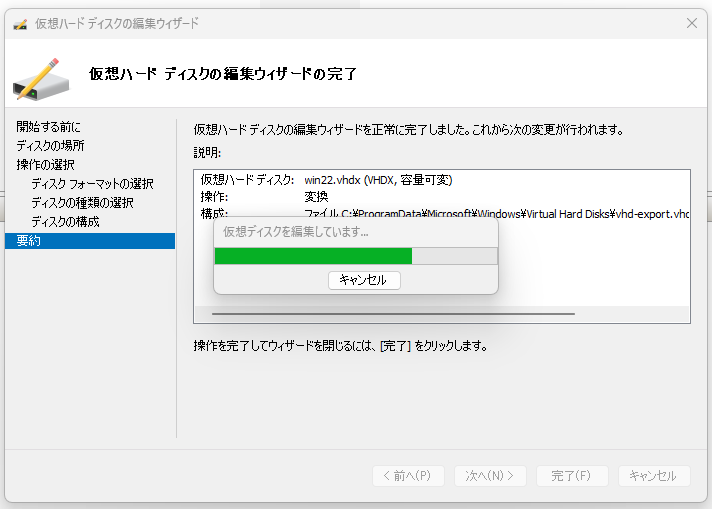 仮想ハード ディスクの編集ウィザード
仮想ハード ディスクの編集ウィザードの完了
開始する前に
ディスクの場所
操作の選択
ディスク フォーマットの選択
ディスクの種類の選択
ディスクの構成
要約
仮想ハード ディスクの編集ウィザードを正常に完了しました。これから次の変更が行われます。
説明:
仮想ハード ディスク: win22.vhdx (VHDX, 容量可変)
操作: 変換
構成: ファイル C:¥ProgramData¥Microsoft¥Windows¥Virtual Hard Disks¥vhd-export.vhd
仮想ディスクを編集しています...
キャンセル
操作を完了してウィザードを閉じるには、[完了] をクリックします。
< 前へ(P)
次へ(N) >
完了(F)
キャンセル